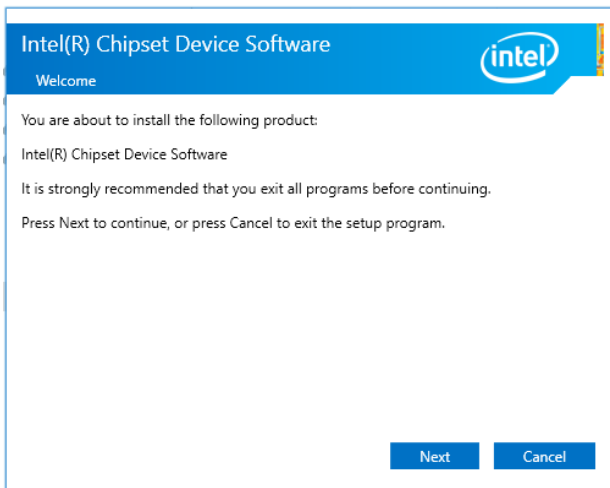 Intel(R) Chipset Device Software
intel
Welcome
You are about to install the following product:
Intel(R) Chipset Device Software
It is strongly recommended that you exit all programs before continuing.
Press Next to continue, or press Cancel to exit the setup program.
Next
Cancel